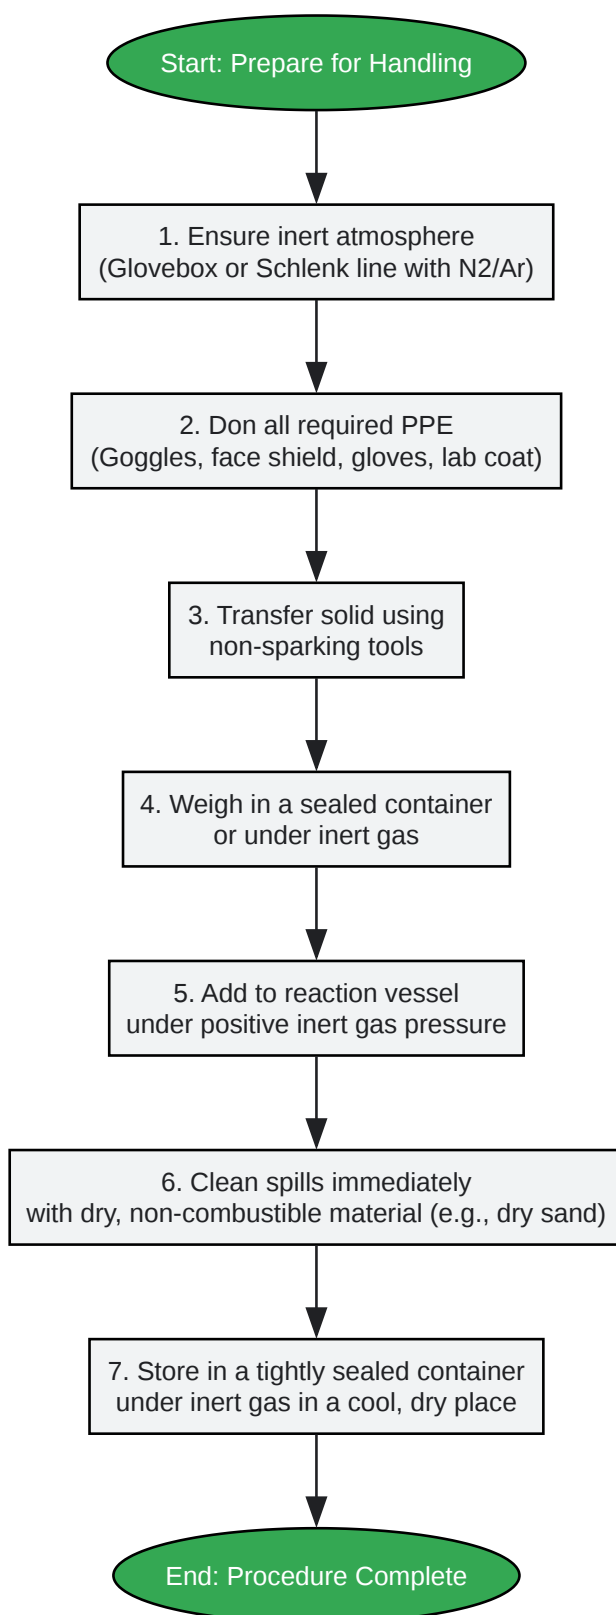 Start: Prepare for Handling
1. Ensure inert atmosphere
(Glovebox or Schlenk line with N2/Ar)
2. Don all required PPE
(Goggles, face shield, gloves, lab coat)
3. Transfer solid using
non-sparking tools
4. Weigh in a sealed container
or under inert gas
5. Add to reaction vessel
under positive inert gas pressure
6. Clean spills immediately
with dry, non-combustible material (e.g., dry sand)
7. Store in a tightly sealed container
under inert gas in a cool, dry place
End: Procedure Complete